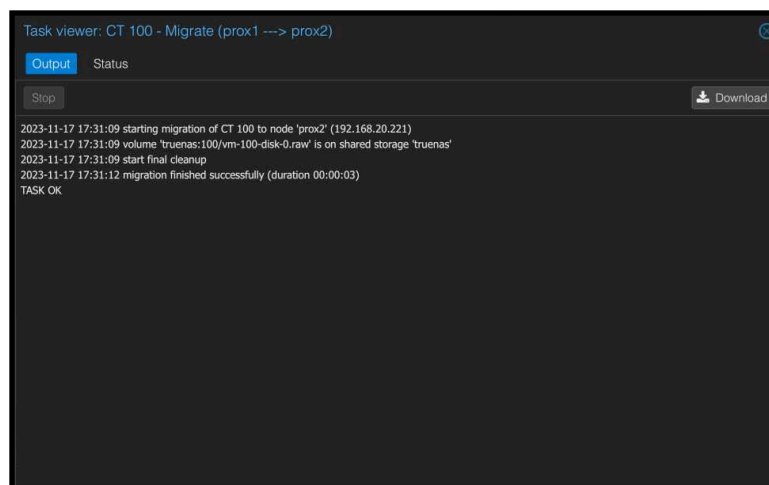 Task viewer: CT 100 - Migrate (prox1 ---> prox2)
Output Status
Stop Download
2023-11-17 17:31:09 starting migration of CT 100 to node 'prox2' (192.168.20.221)
2023-11-17 17:31:09 volume 'truenas:100/vm-100-disk-0.raw' is on shared storage 'truenas'
2023-11-17 17:31:09 start final cleanup
2023-11-17 17:31:12 migration finished successfully (duration 00:00:03)
TASK OK